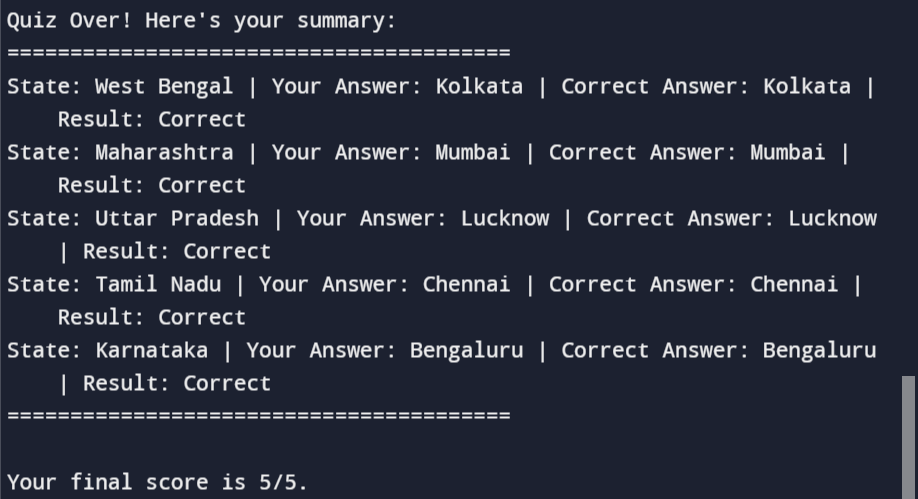 Quiz Over! Here's your summary:
========================================
State: West Bengal | Your Answer: Kolkata | Correct Answer: Kolkata |
Result: Correct
State: Maharashtra | Your Answer: Mumbai | Correct Answer: Mumbai |
Result: Correct
State: Uttar Pradesh | Your Answer: Lucknow | Correct Answer: Lucknow
| Result: Correct
State: Tamil Nadu | Your Answer: Chennai | Correct Answer: Chennai |
Result: Correct
State: Karnataka | Your Answer: Bengaluru | Correct Answer: Bengaluru
| Result: Correct
========================================
Your final score is 5/5.